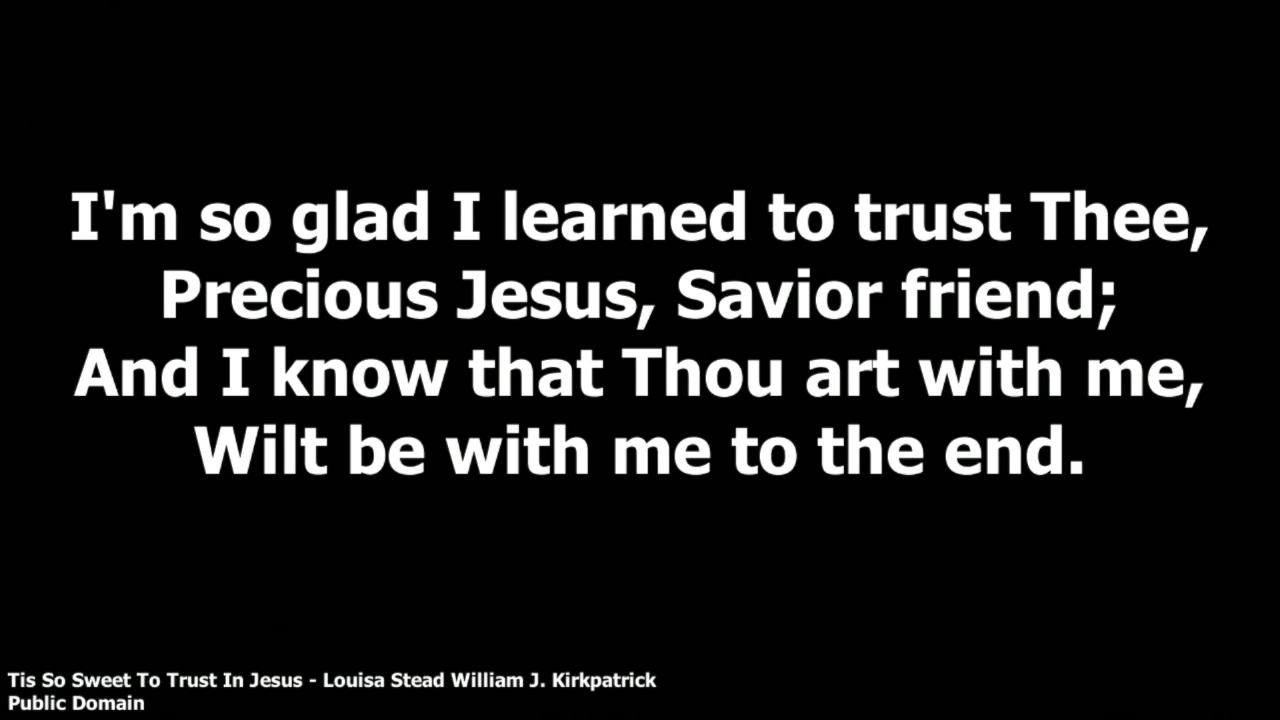 I'm so glad I learned to trust Thee,
Precious Jesus, Savior friend;
And I know that Thou art with me,
Wilt be with me to the end.
Tis So Sweet To Trust In Jesus - Louisa Stead William J. Kirkpatrick
Public Domain